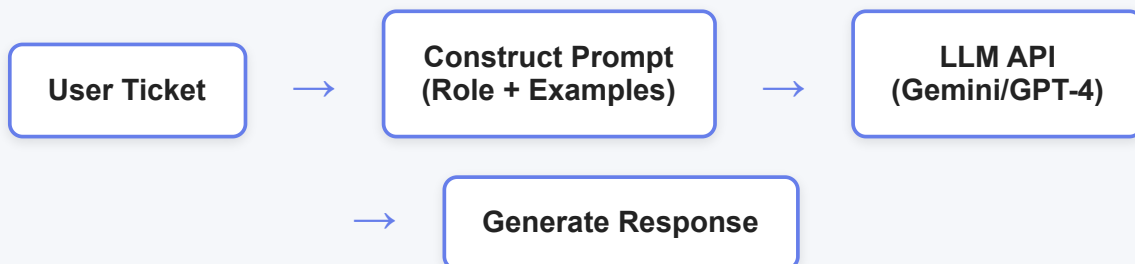 User Ticket
→
Construct Prompt
(Role + Examples)
→
LLM API
(Gemini/GPT-4)
→
Generate Response